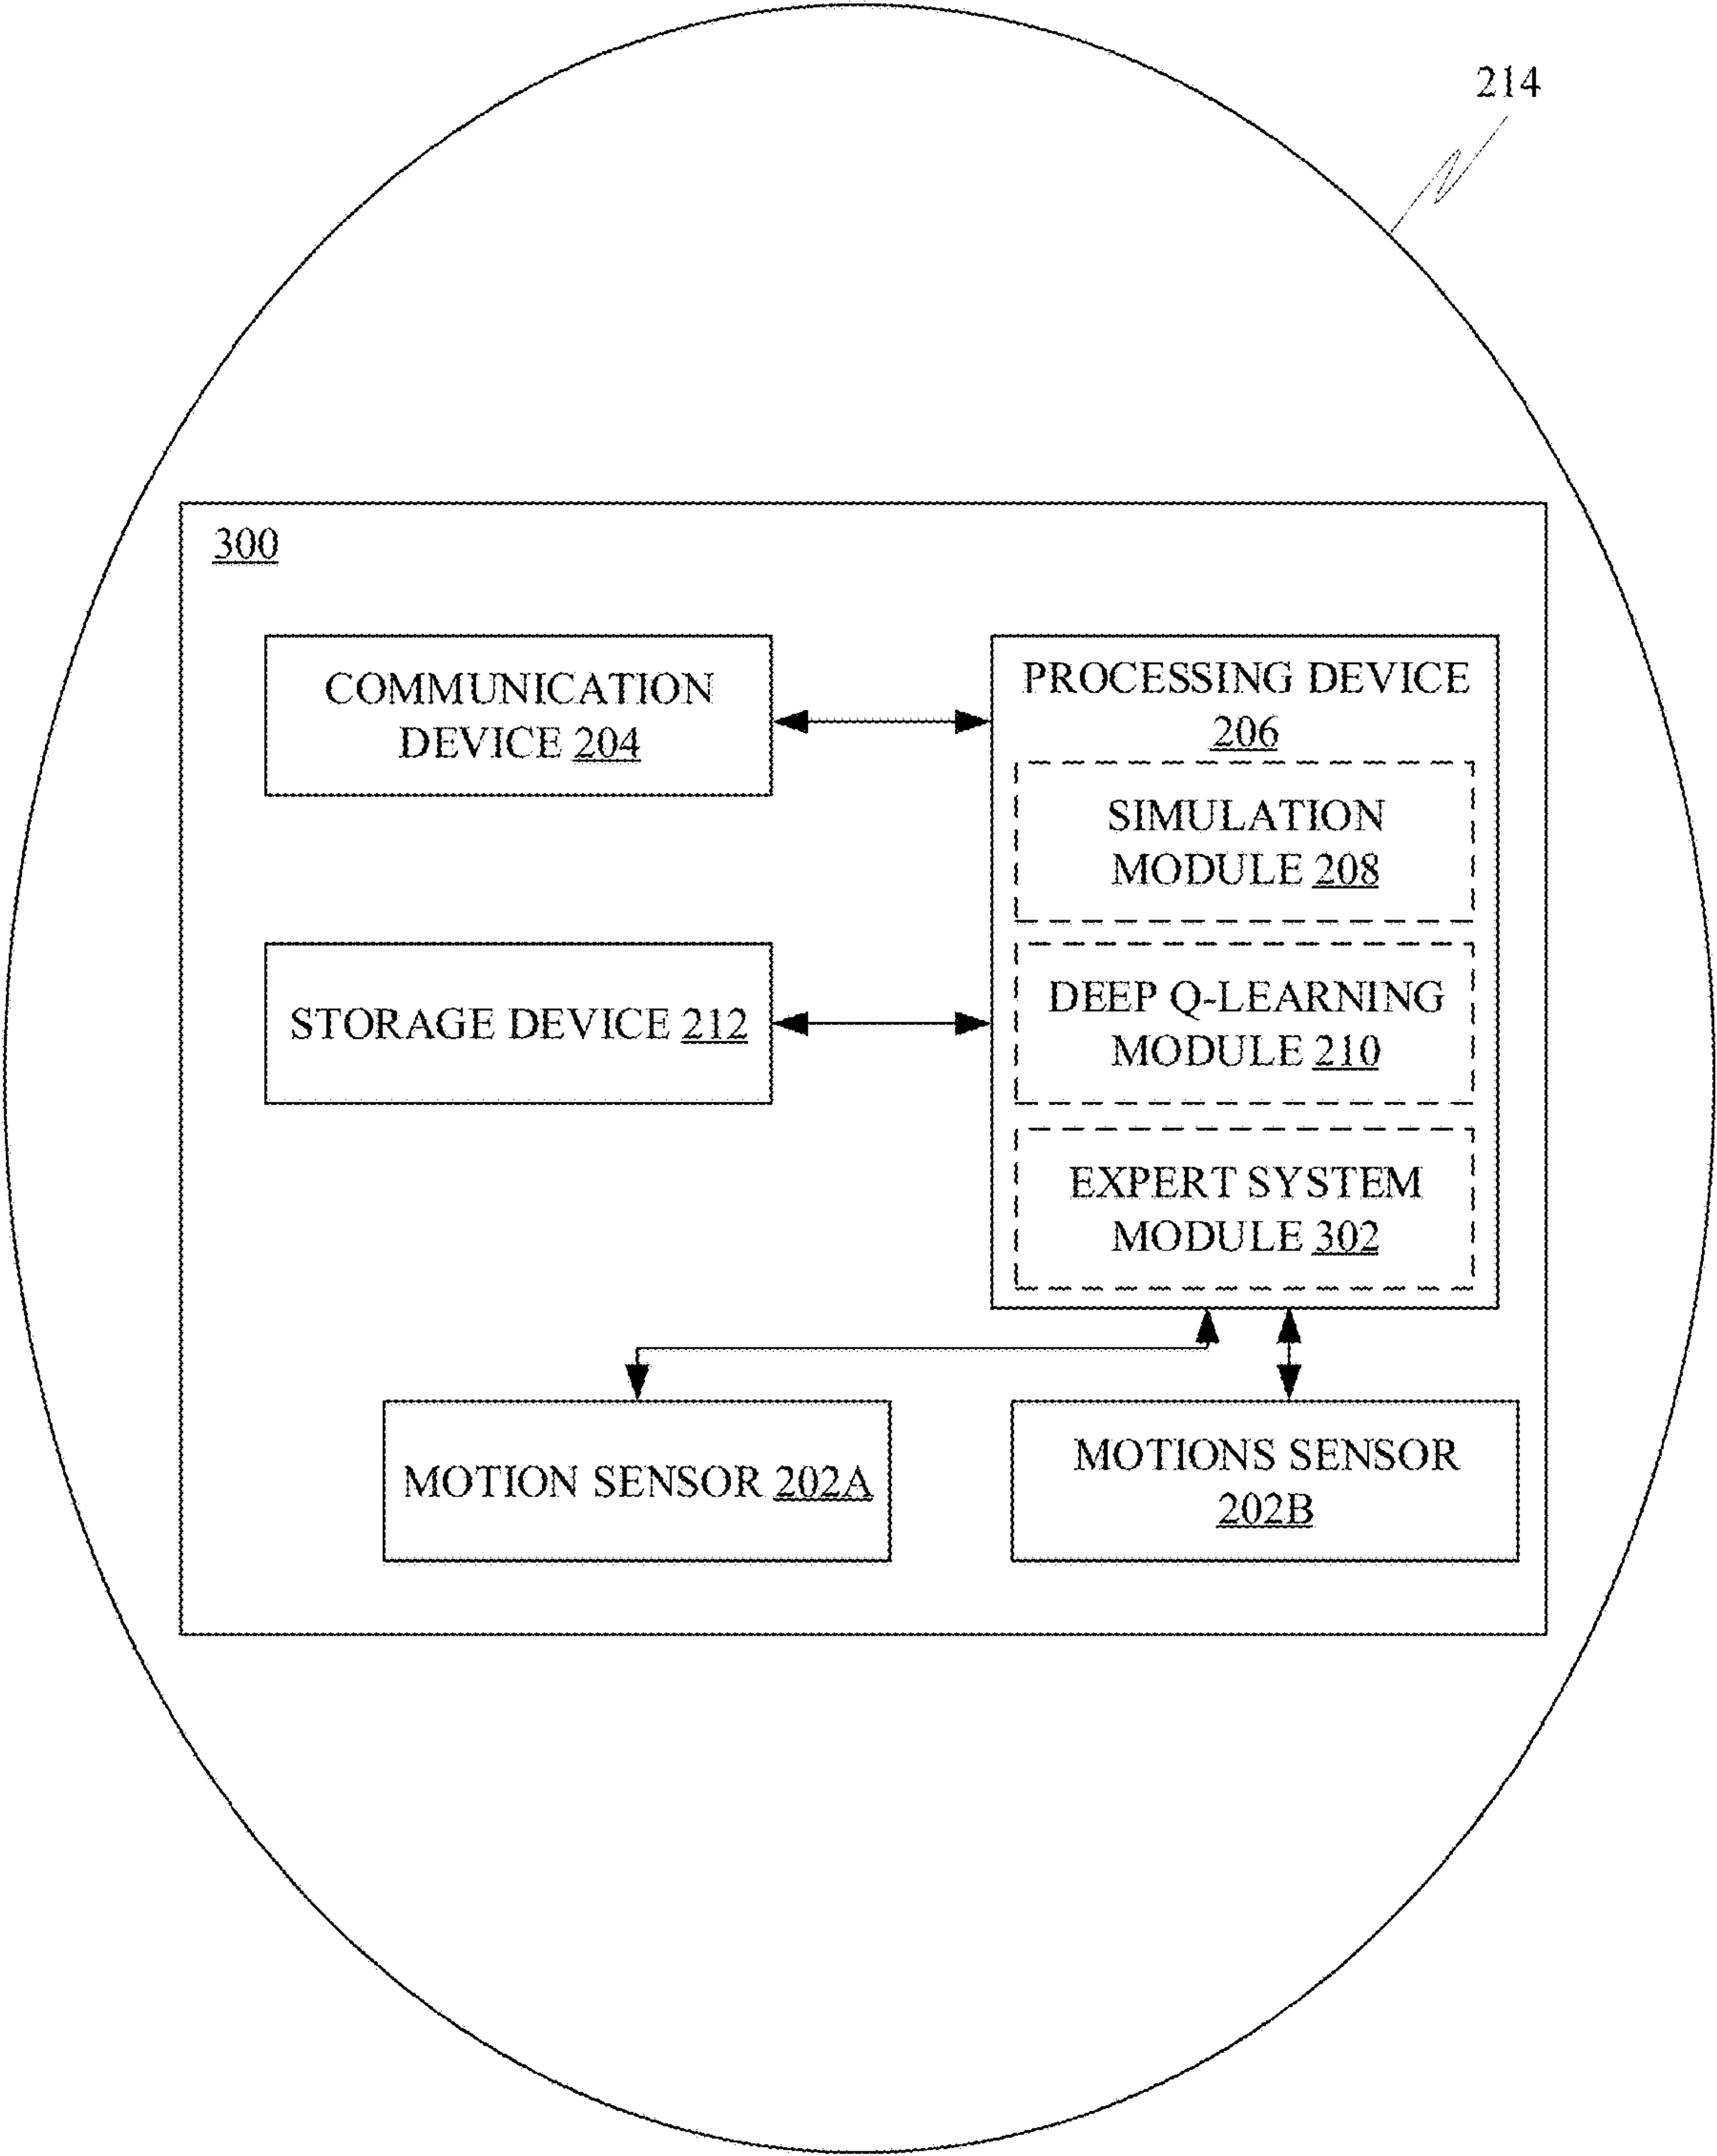 214
300
COMMUNICATION
DEVICE 204
PROCESSING DEVICE
206
SIMULATION
MODULE 208
STORAGE DEVICE 212
DEEP Q-LEARNING
MODULE 210
EXPERT SYSTEM
MODULE 302
MOTION SENSOR 202A
MOTIONS SENSOR
202B